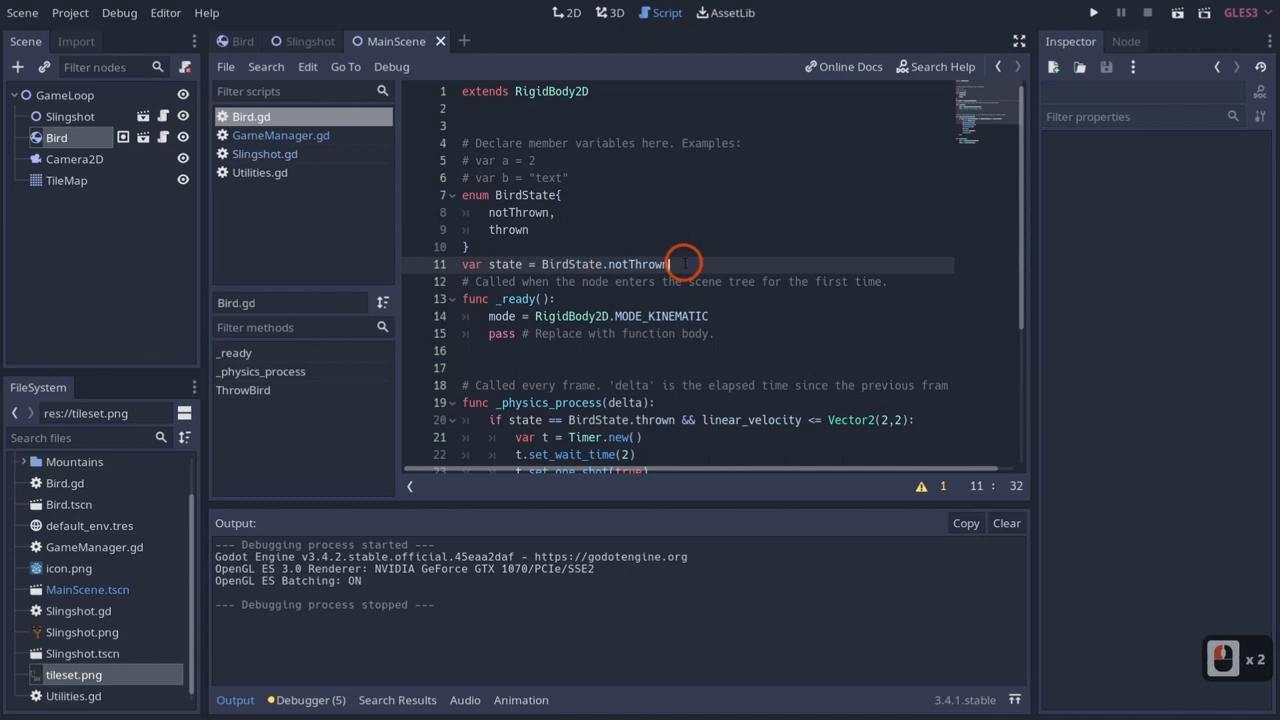 Scene Project Debug Editor Help
2D 3D Script AssetLib
GLES3
Scene Import
Filter nodes
GameLoop
Slingshot
Bird
Camera2D
TileMap
FileSystem
res://tileset.png
Search files
Mountains
Bird.gd
Bird.tscn
default_env.tres
GameManager.gd
icon.png
MainScene.tscn
Slingshot.gd
Slingshot.png
Slingshot.tscn
tileset.png
Utilities.gd
Bird Slingshot MainScene
File Search Edit Go To Debug
Online Docs Search Help
Filter scripts
Bird.gd
GameManager.gd
Slingshot.gd
Utilities.gd
Bird.gd
Filter methods
_ready
_physics_process
ThrowBird
1 extends RigidBody2D
2
3
4 # Declare member variables here. Examples:
5 # var a = 2
6 # var b = "text"
7 enum BirdState{
8 notThrown,
9 thrown
10 }
11 var state = BirdState.notThrown
12 # Called when the node enters the scene tree for the first time.
13 func _ready():
14 mode = RigidBody2D.MODE_KINEMATIC
15 pass # Replace with function body.
16
17
18 # Called every frame. 'delta' is the elapsed time since the previous fram
19 func _physics_process(delta):
20 if state == BirdState.thrown && linear_velocity <= Vector2(2,2):
21 var t = Timer.new()
22 t.set_wait_time(2)
23 t.set_one_shot(true)
1 11 : 32
Output:
Copy Clear
--- Debugging process started ---
Godot Engine v3.4.2.stable.official.45eaa2daf - https://godotengine.org
OpenGL ES 3.0 Renderer: NVIDIA GeForce GTX 1070/PCIe/SSE2
OpenGL ES Batching: ON
--- Debugging process stopped ---
Output Debugger (5) Search Results Audio Animation
3.4.1.stable
Inspector Node
Filter properties
x 2